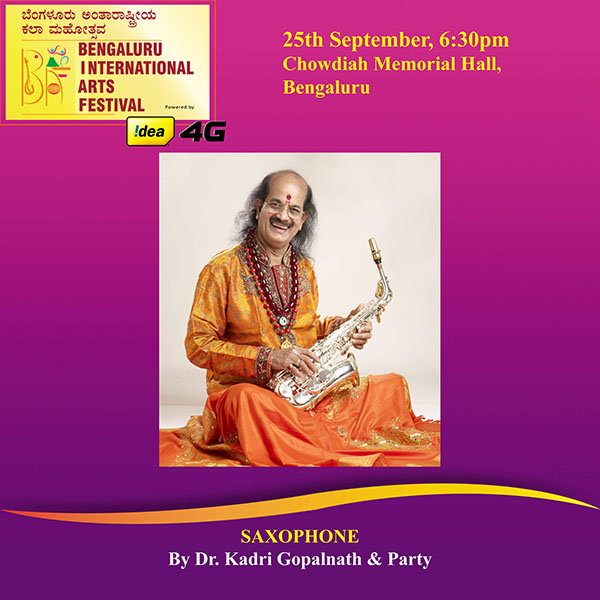 ಬೆಂಗಳೂರು ಅಂತಾರಾಷ್ಟ್ರೀಯ
ಕಲಾ ಮಹೋತ್ಸವ
BENGALURU
INTERNATIONAL
ARTS
FESTIVAL
Powered by
!dea 4G
25th September, 6:30pm
Chowdiah Memorial Hall,
Bengaluru
SAXOPHONE
By Dr. Kadri Gopalnath & Party